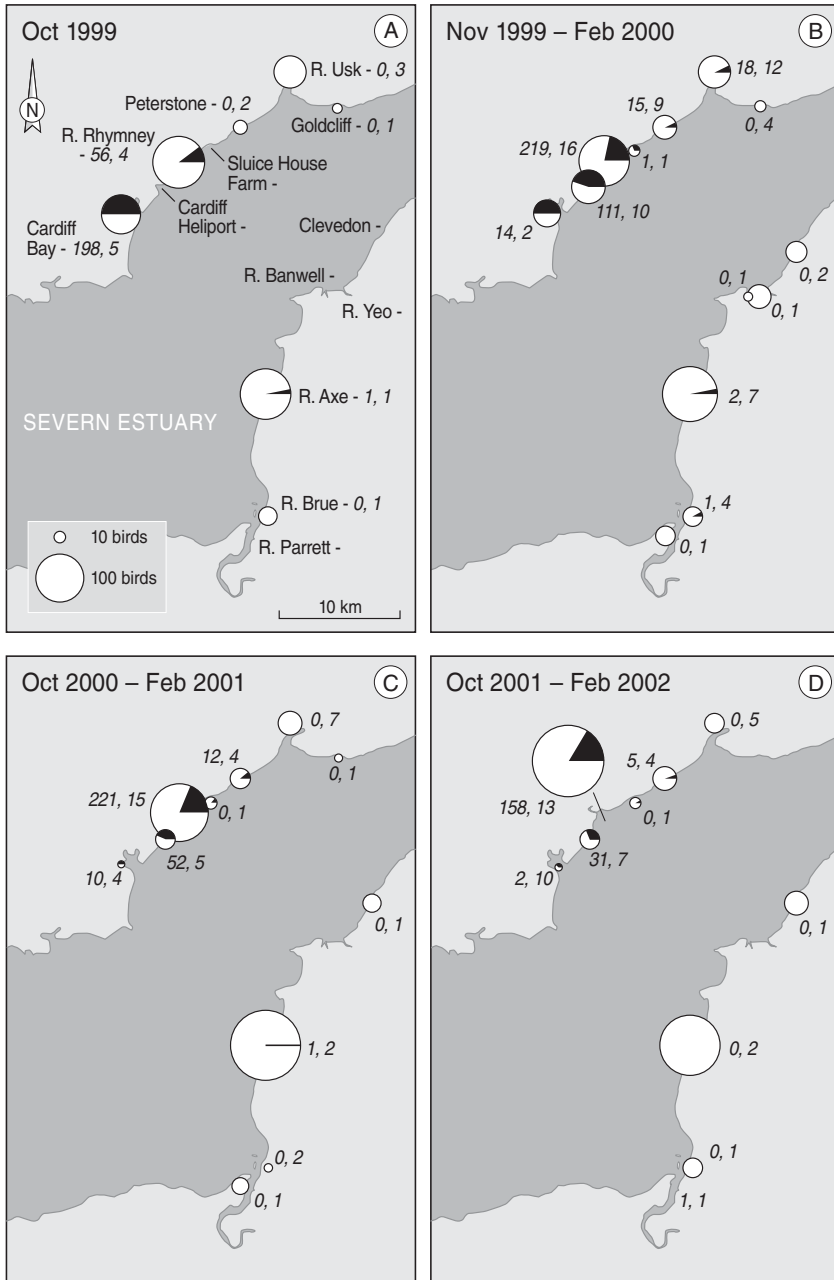 Oct 1999
A
N
R. Usk - 0, 3
Peterstone - 0, 2
Goldcliff - 0, 1
R. Rhymney
- 56, 4
Sluice House
Farm -
Cardiff
Heliport -
Cardiff
Bay - 198, 5
Clevedon -
R. Banwell -
R. Yeo -
R. Axe - 1, 1
SEVERN ESTUARY
R. Brue - 0, 1
R. Parrett -
10 birds
100 birds
10 km
Nov 1999 – Feb 2000
B
18, 12
15, 9
0, 4
219, 16
1, 1
111, 10
14, 2
0, 2
0, 1
0, 1
2, 7
1, 4
0, 1
Oct 2000 – Feb 2001
C
0, 7
12, 4
0, 1
221, 15
0, 1
52, 5
10, 4
0, 1
1, 2
0, 2
0, 1
Oct 2001 – Feb 2002
D
0, 5
5, 4
158, 13
0, 1
31, 7
2, 10
0, 1
0, 2
0, 1
1, 1